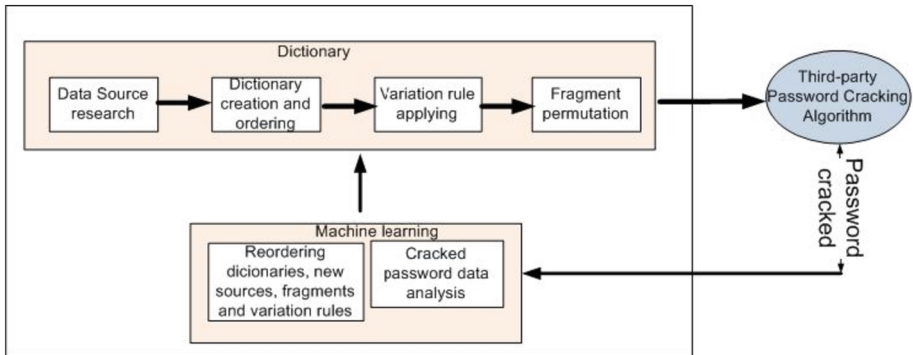 Dictionary
Data Source
research
Dictionary
creation and
ordering
Variation rule
applying
Fragment
permutation
Third-party
Password Cracking
Algorithm
Password
cracked
Machine learning
Reordering
dicionaries, new
sources, fragments
and variation rules
Cracked
password data
analysis